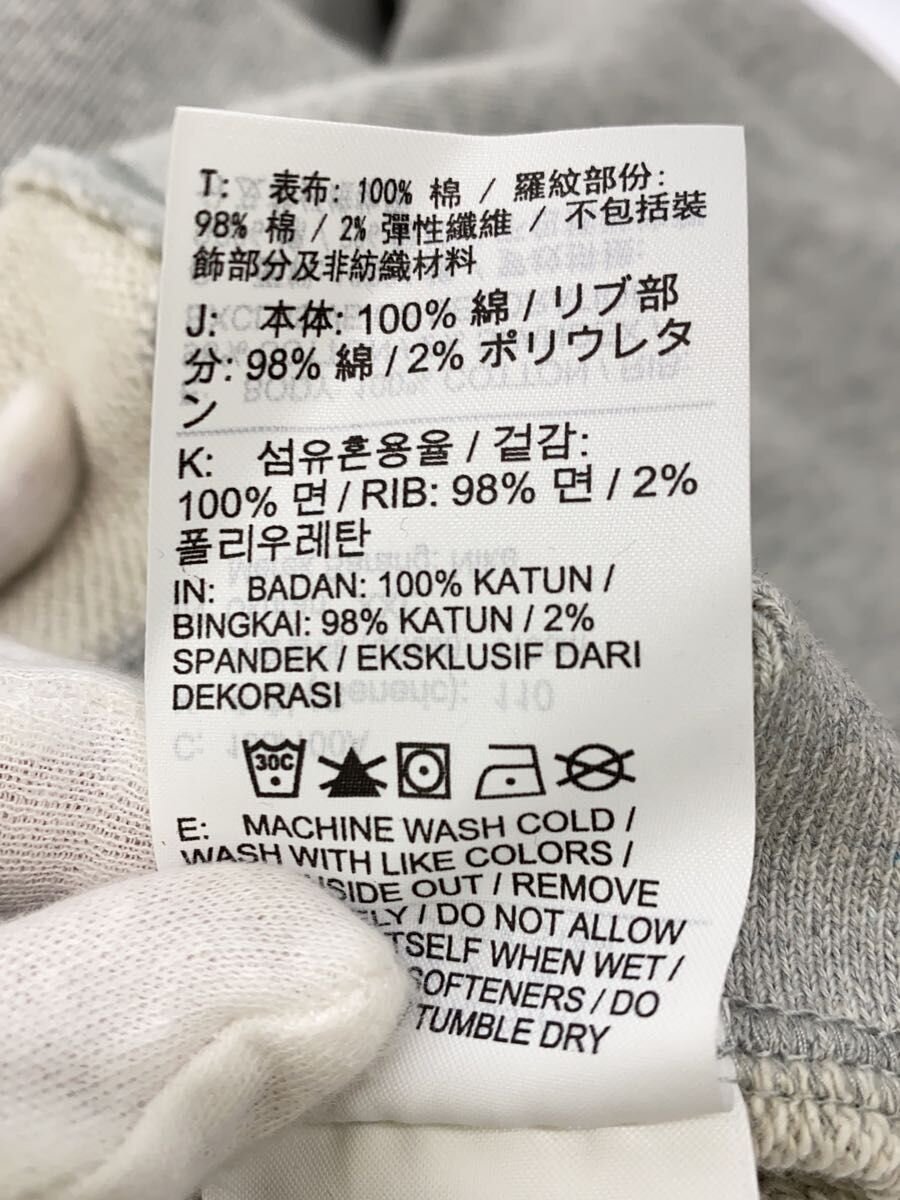 T: 表布: 100% 棉 / 羅紋部份:
98% 棉 / 2% 彈性纖維 / 不包括裝
飾部分及非紡織材料
J: 本体: 100% 綿 / リブ部
分: 98% 綿 / 2% ポリウレタ
ン
K: 섬유혼용율 / 겉감:
100% 면 / RIB: 98% 면 / 2%
폴리우레탄
IN: BADAN: 100% KATUN /
BINGKAI: 98% KATUN / 2%
SPANDEK / EKSKLUSIF DARI
DEKORASI
30C
E: MACHINE WASH COLD /
WASH WITH LIKE COLORS /
OUT / REMOVE
/ DO NOT ALLOW
WHEN WET /
SOFTENERS / DO
TUMBLE DRY